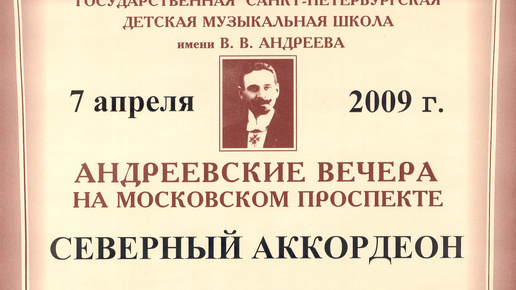 ГОСУДАРСТВЕННАЯ САНКТ-ПЕТЕРБУРГСКАЯ
ДЕТСКАЯ МУЗЫКАЛЬНАЯ ШКОЛА
имени В. В. АНДРЕЕВА
7 апреля 2009 г.
АНДРЕЕВСКИЕ ВЕЧЕРА
НА МОСКОВСКОМ ПРОСПЕКТЕ
СЕВЕРНЫЙ АККОРДЕОН